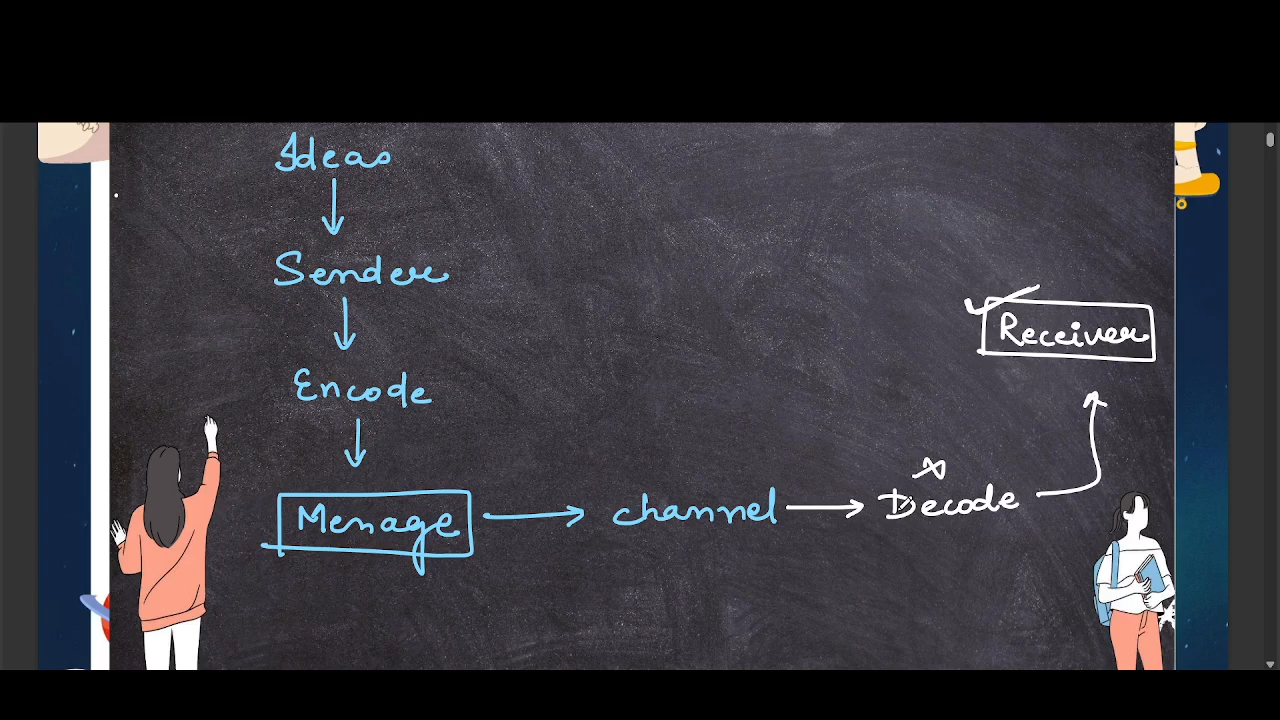 Ideas
Sender
Receiver
Encode
Message
channel
Decode